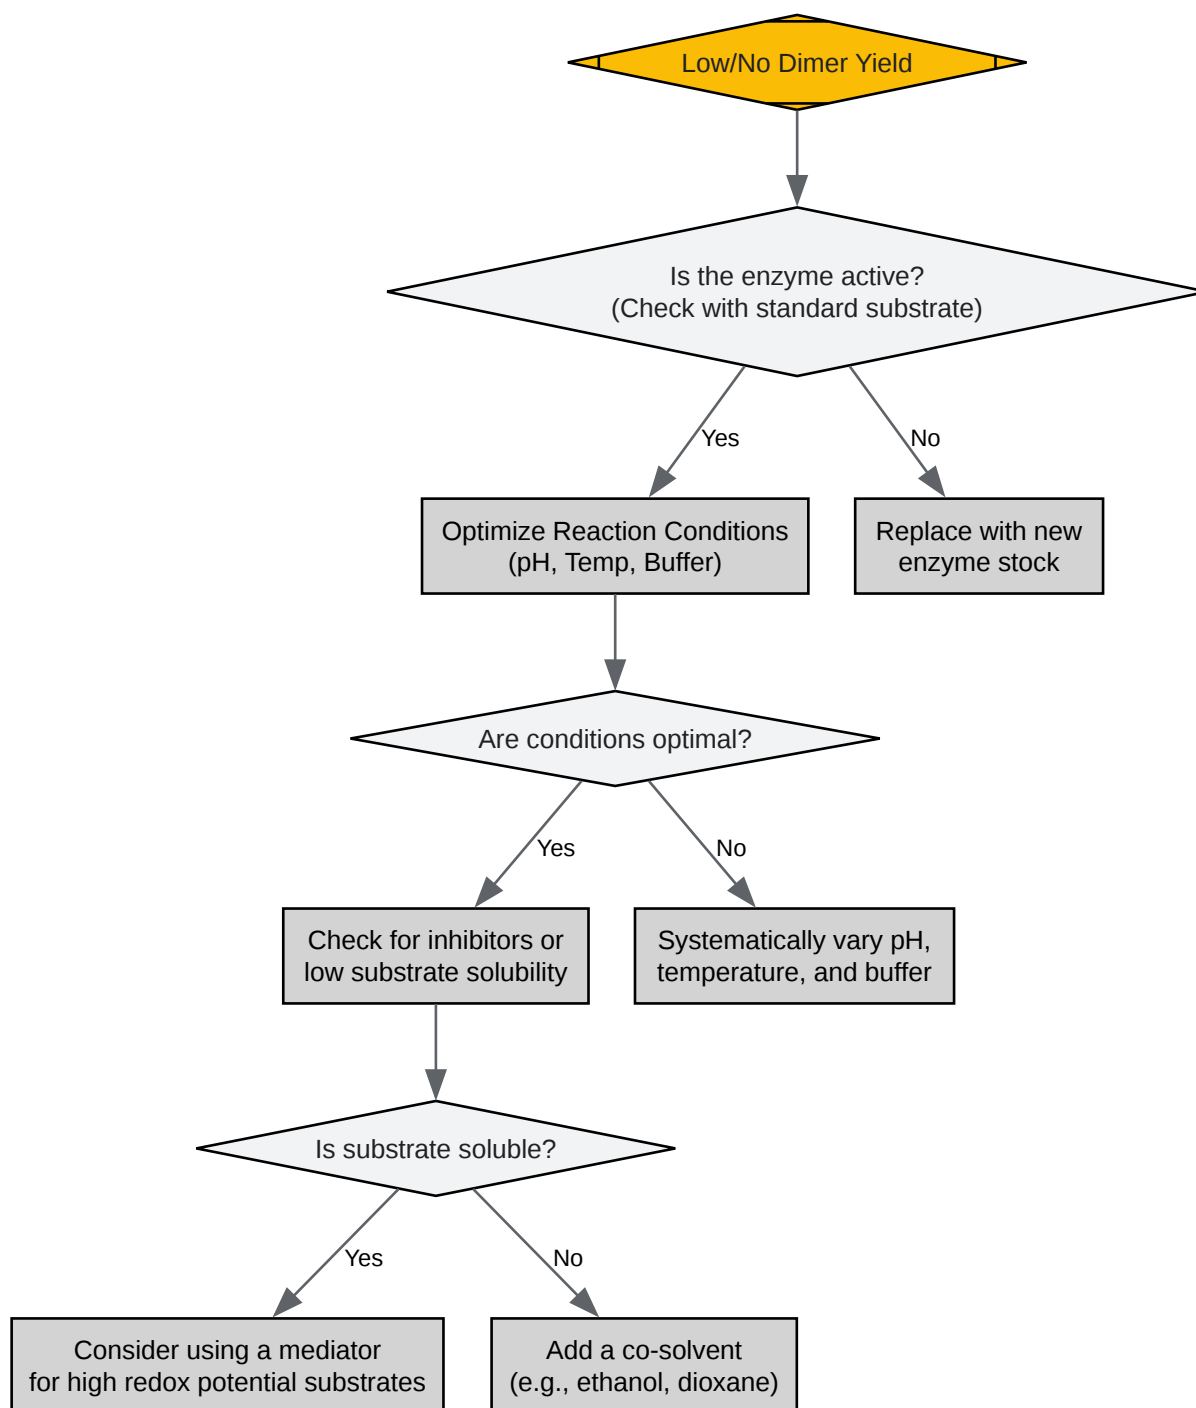 Low/No Dimer Yield
Is the enzyme active?
(Check with standard substrate)
Yes
No
Optimize Reaction Conditions
(pH, Temp, Buffer)
Replace with new
enzyme stock
Are conditions optimal?
Yes
No
Check for inhibitors or
low substrate solubility
Systematically vary pH,
temperature, and buffer
Is substrate soluble?
Yes
No
Consider using a mediator
for high redox potential substrates
Add a co-solvent
(e.g., ethanol, dioxane)